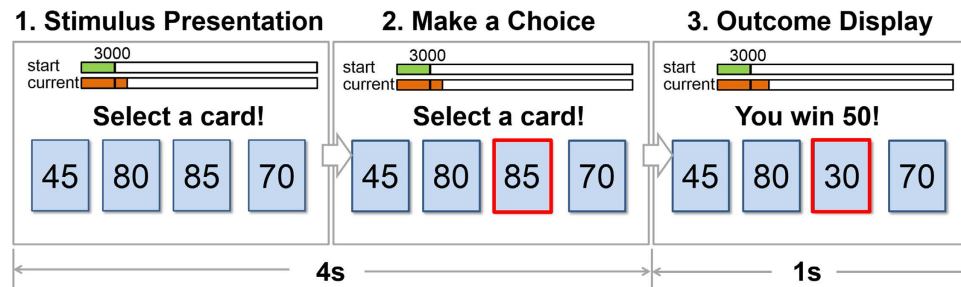 1. Stimulus Presentation
3000
start
current
Select a card!
45 80 85 70
2. Make a Choice
3000
start
current
Select a card!
45 80 85 70
3. Outcome Display
3000
start
current
You win 50!
45 80 30 70
4s
1s